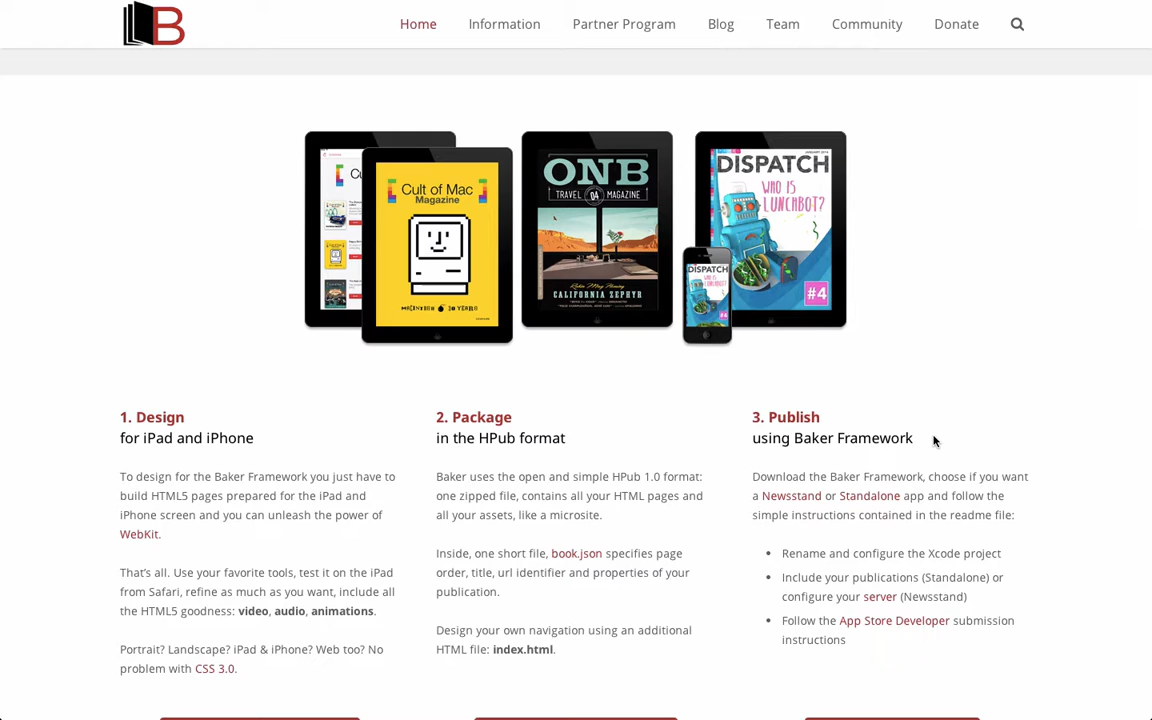 B
Home
Information
Partner Program
Blog
Team
Community
Donate
Cult of Mac
Magazine
ONB
TRAVEL 04 MAGAZINE
CALIFORNIA ZEPHYR
JANUARY 2014
DISPATCH
WHO IS
LUNCHBOT?
#4
DISPATCH
1. Design
for iPad and iPhone
To design for the Baker Framework you just have to
build HTML5 pages prepared for the iPad and
iPhone screen and you can unleash the power of
WebKit.
That’s all. Use your favorite tools, test it on the iPad
from Safari, refine as much as you want, include all
the HTML5 goodness: video, audio, animations.
Portrait? Landscape? iPad & iPhone? Web too? No
problem with CSS 3.0.
2. Package
in the HPub format
Baker uses the open and simple HPub 1.0 format:
one zipped file, contains all your HTML pages and
all your assets, like a microsite.
Inside, one short file, book.json specifies page
order, title, url identifier and properties of your
publication.
Design your own navigation using an additional
HTML file: index.html.
3. Publish
using Baker Framework
Download the Baker Framework, choose if you want
a Newsstand or Standalone app and follow the
simple instructions contained in the readme file:
Rename and configure the Xcode project
Include your publications (Standalone) or
configure your server (Newsstand)
Follow the App Store Developer submission
instructions